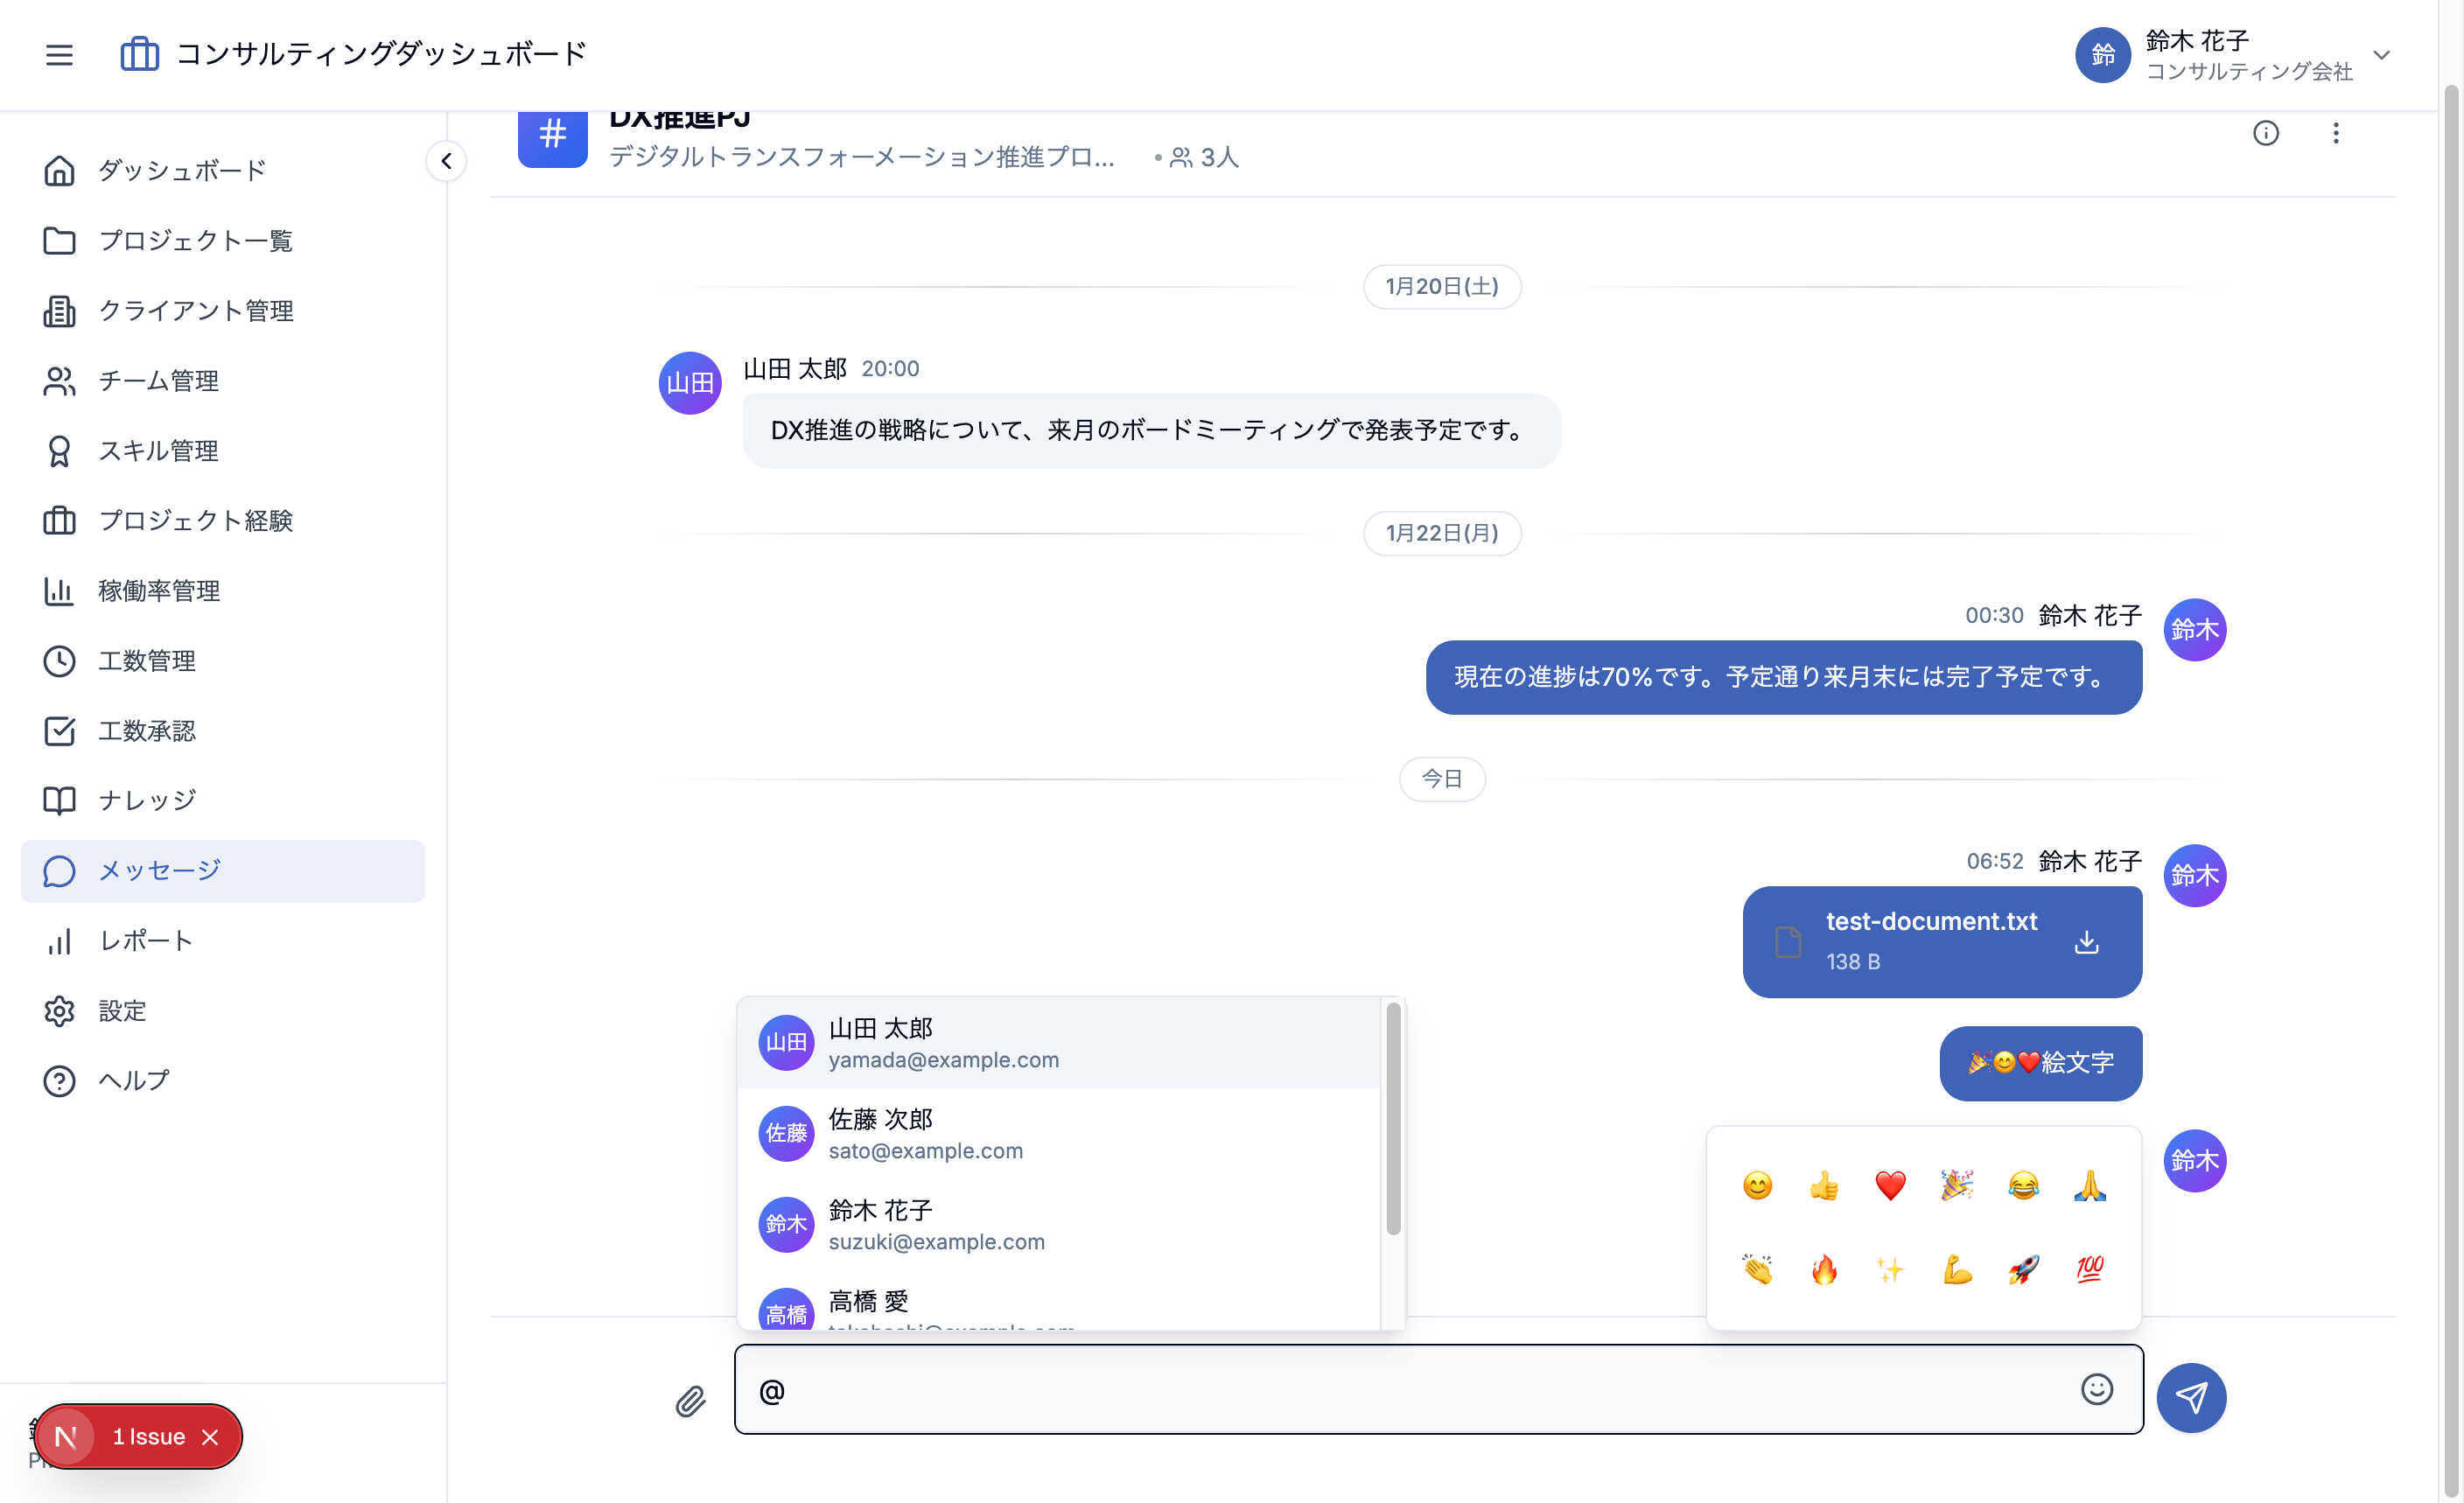 コンサルティングダッシュボード
鈴
鈴木 花子
コンサルティング会社
ダッシュボード
プロジェクト一覧
クライアント管理
チーム管理
スキル管理
プロジェクト経験
稼働率管理
工数管理
工数承認
ナレッジ
メッセージ
レポート
設定
ヘルプ
N 1 Issue
#
DX推進PJ
デジタルトランスフォーメーション推進プロ... • 3人
1月20日(土)
山田
山田 太郎 20:00
DX推進の戦略について、来月のボードミーティングで発表予定です。
1月22日(月)
00:30 鈴木 花子
鈴木
現在の進捗は70%です。予定通り来月末には完了予定です。
今日
06:52 鈴木 花子
鈴木
test-document.txt
138 B
🎉😊❤️絵文字
鈴木
😊 👍 ❤️ 🎉 😂 🙏
👏 🔥 ✨ 💪 🚀 💯
山田
山田 太郎
yamada@example.com
佐藤
佐藤 次郎
sato@example.com
鈴木
鈴木 花子
suzuki@example.com
高橋
高橋 愛
@